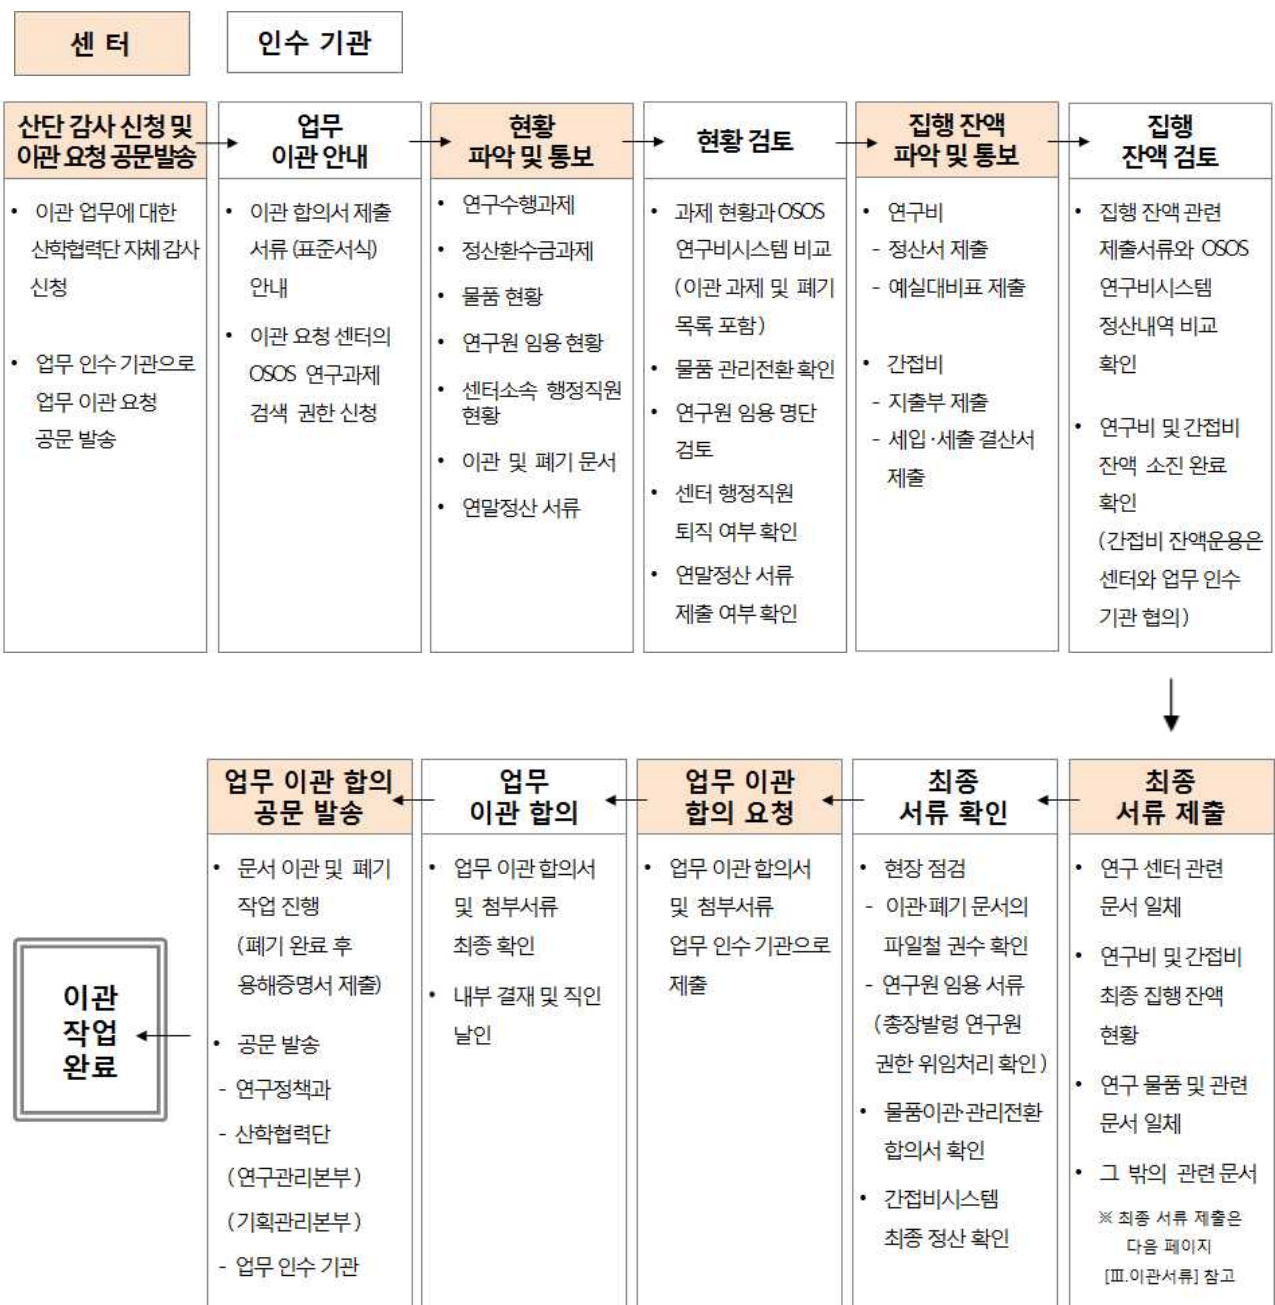 센 터
인수 기관
산단 감사 신청 및
이관 요청 공문발송
• 이관 업무에 대한
산학협력단 자체 감사
신청
• 업무 인수 기관으로
업무 이관 요청
공문 발송
업무
이관 안내
• 이관 합의서 제출
서류 (표준서식)
안내
• 이관 요청 센터의
OSOS 연구과제
검색 권한 신청
현황
파악 및 통보
• 연구수행과제
• 정산환수금과제
• 물품 현황
• 연구원 임용 현황
• 센터소속 행정직원
현황
• 이관 및 폐기 문서
• 연말정산 서류
현황 검토
• 과제 현황과 OSOS
연구비시스템 비교
(이관 과제 및 폐기
목록 포함)
• 물품 관리전환 확인
• 연구원 임용 명단
검토
• 센터 행정직원
퇴직 여부 확인
• 연말정산 서류
제출 여부 확인
집행 잔액
파악 및 통보
• 연구비
- 정산서 제출
- 예실대비표 제출
• 간접비
- 지출부 제출
- 세입·세출 결산서
제출
집행
잔액 검토
• 집행 잔액 관련
제출서류와 OSOS
연구비시스템
정산내역 비교
확인
• 연구비 및 간접비
잔액 소진 완료
확인
(간접비 잔액운용은
센터와 업무 인수
기관 협의)
최종
서류 제출
• 연구 센터 관련
문서 일체
• 연구비 및 간접비
최종 집행 잔액
현황
• 연구 물품 및 관련
문서 일체
• 그 밖의 관련 문서
※ 최종 서류 제출은
다음 페이지
[Ⅲ.이관서류] 참고
최종
서류 확인
• 현장 점검
- 이관·폐기 문서의
파일철 권수 확인
- 연구원 임용 서류
(총장발령 연구원
권한 위임처리 확인)
• 물품이관·관리전환
합의서 확인
• 간접비시스템
최종 정산 확인
업무 이관
합의 요청
• 업무 이관 합의서
및 첨부서류
업무 인수 기관으로
제출
업무
이관 합의
• 업무 이관 합의서
및 첨부서류
최종 확인
• 내부 결재 및 직인
날인
업무 이관 합의
공문 발송
• 문서 이관 및 폐기
작업 진행
(폐기 완료 후
용해증명서 제출)
• 공문 발송
- 연구정책과
- 산학협력단
(연구관리본부)
(기획관리본부)
- 업무 인수 기관
이관
작업
완료